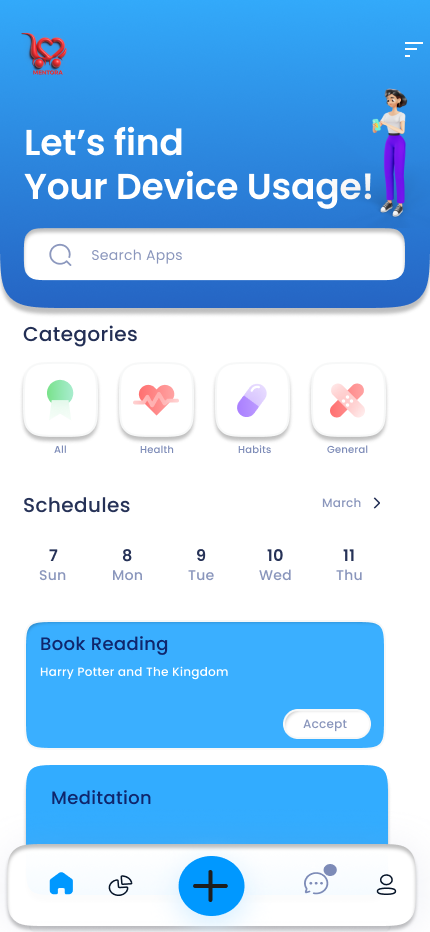 Let’s find
Your Device Usage!
Search Apps
Categories
All
Health
Habits
General
Schedules
March
7
8
9
10
11
Sun
Mon
Tue
Wed
Thu
Book Reading
Harry Potter and The Kingdom
Accept
Meditation